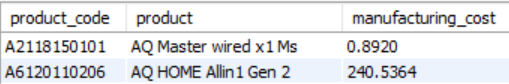 product_code product manufacturing_cost
A2118150101 AQ Master wired x1 Ms 0.8920
A6120110206 AQ HOME Allin1 Gen 2 240.5364